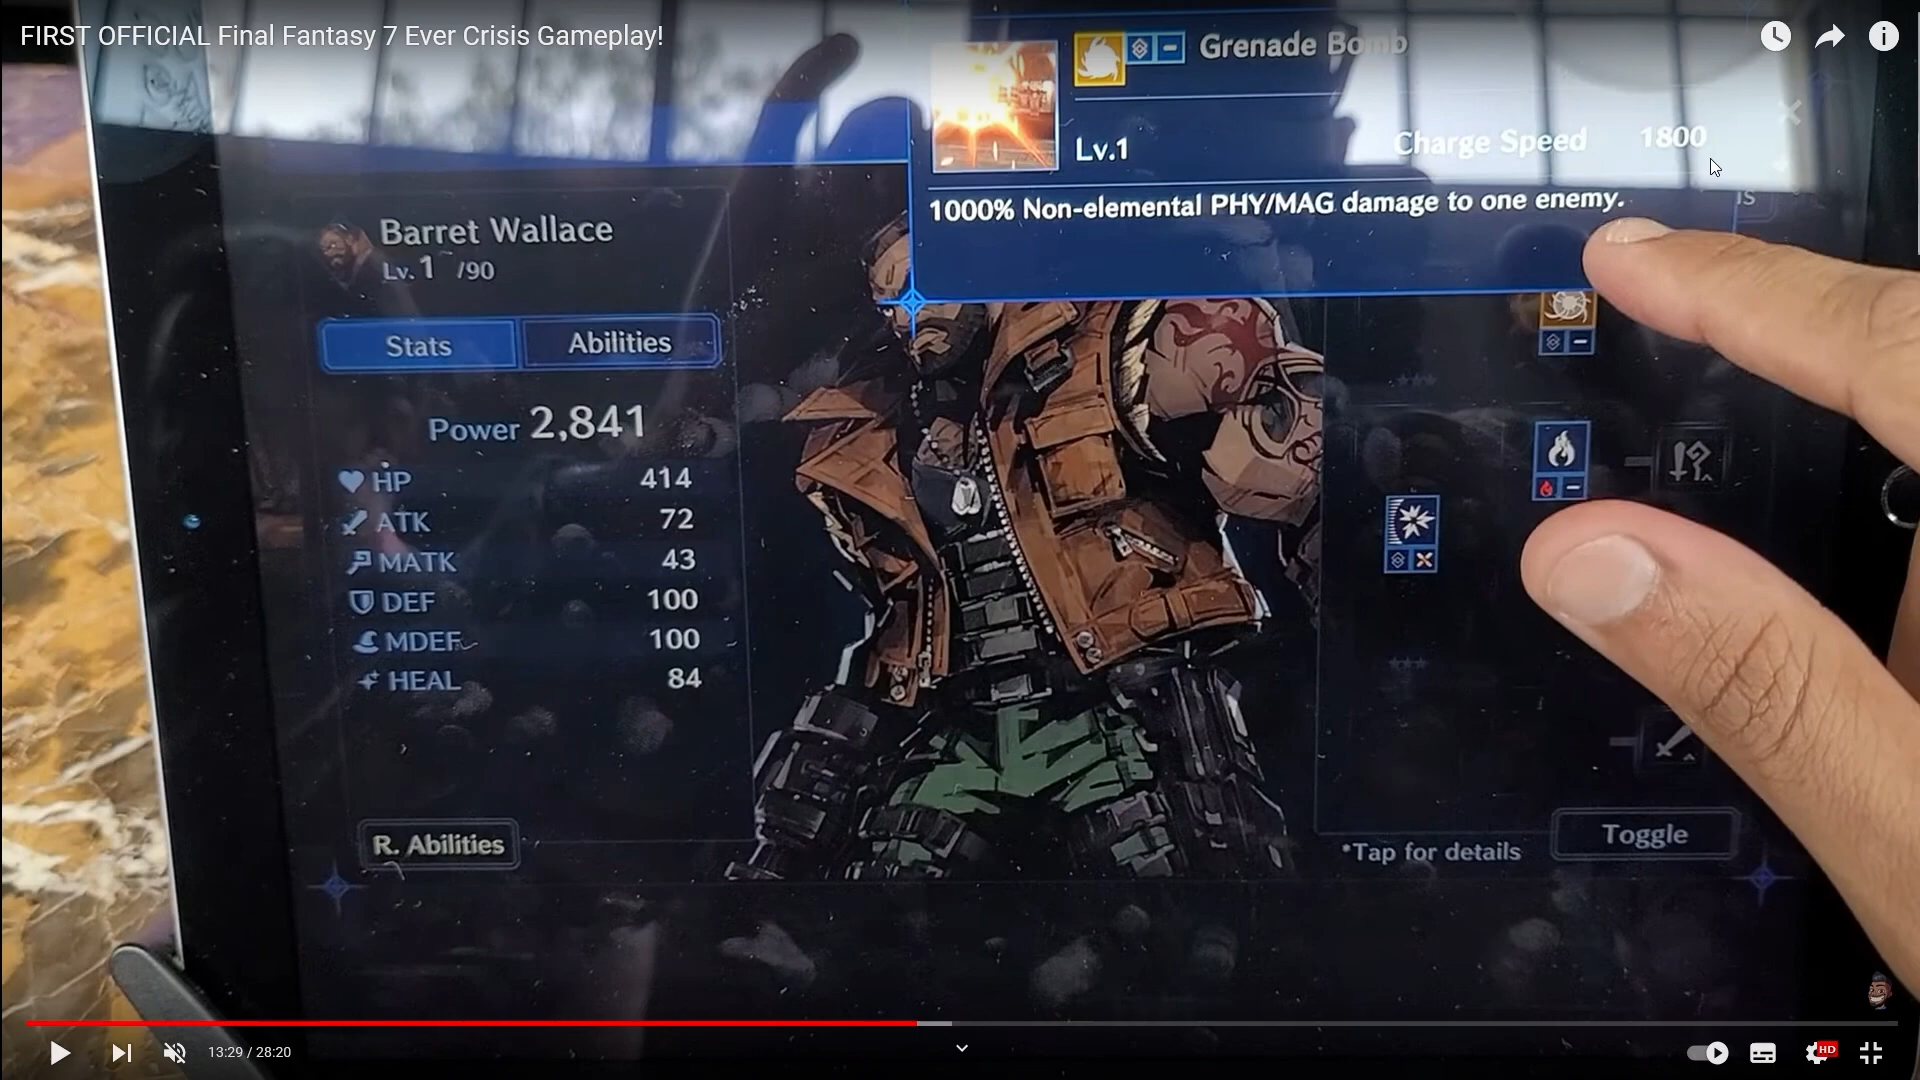 FIRST OFFICIAL Final Fantasy 7 Ever Crisis Gameplay!
Grenade Bomb
Lv.1
Charge Speed 1800
1000% Non-elemental PHY/MAG damage to one enemy.
Barret Wallace
Lv. 1 /90
Stats
Abilities
Power 2,841
HP 414
ATK 72
MATK 43
DEF 100
MDEF 100
HEAL 84
R. Abilities
*Tap for details
Toggle
13:29 / 28:20
HD